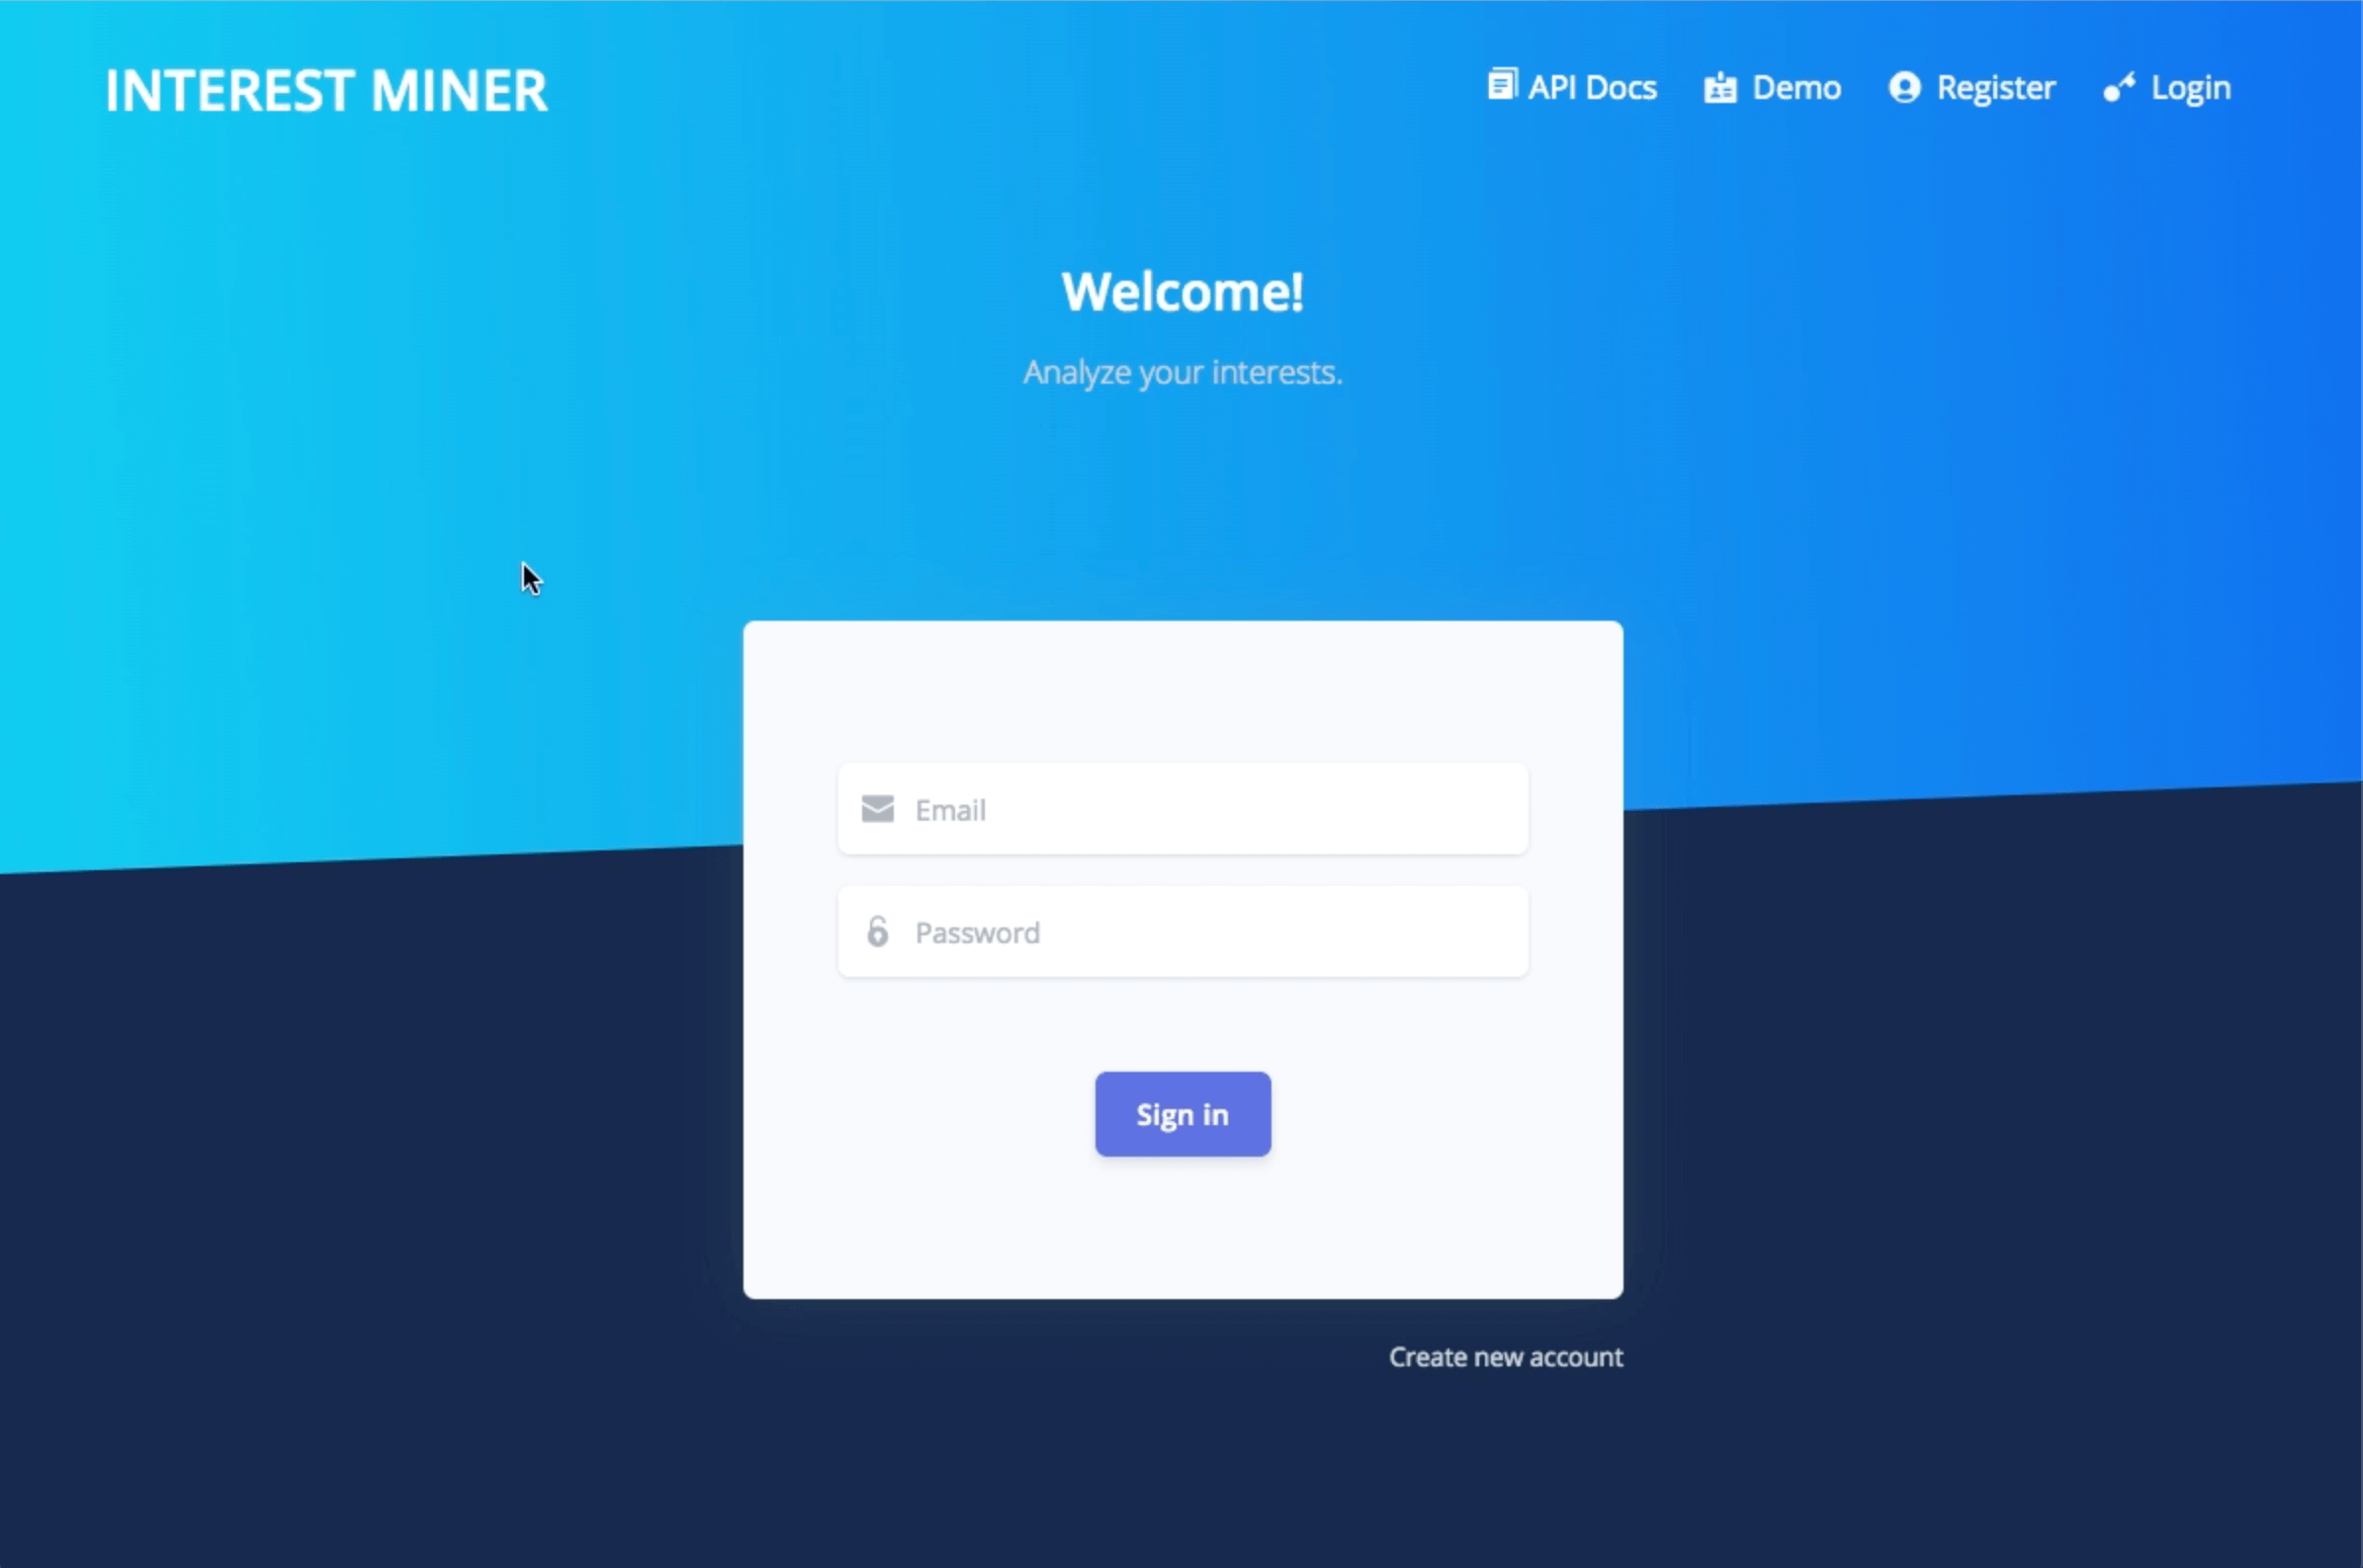 INTEREST MINER
API Docs Demo Register Login
Welcome!
Analyze your interests.
Email
Password
Sign in
Create new account